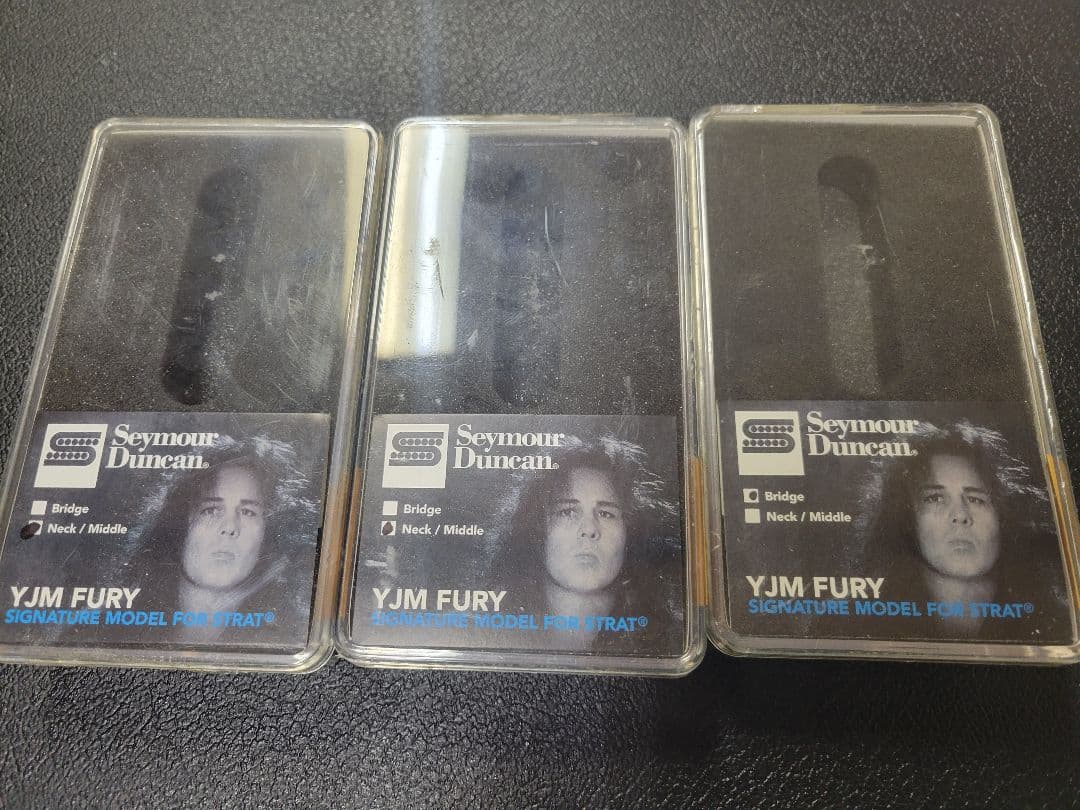 Seymour
Duncan®
Bridge
Neck / Middle
YJM FURY
SIGNATURE MODEL FOR STRAT®
Seymour
Duncan®
Bridge
Neck / Middle
YJM FURY
SIGNATURE MODEL FOR STRAT®
Seymour
Duncan®
Bridge
Neck / Middle
YJM FURY
SIGNATURE MODEL FOR STRAT®